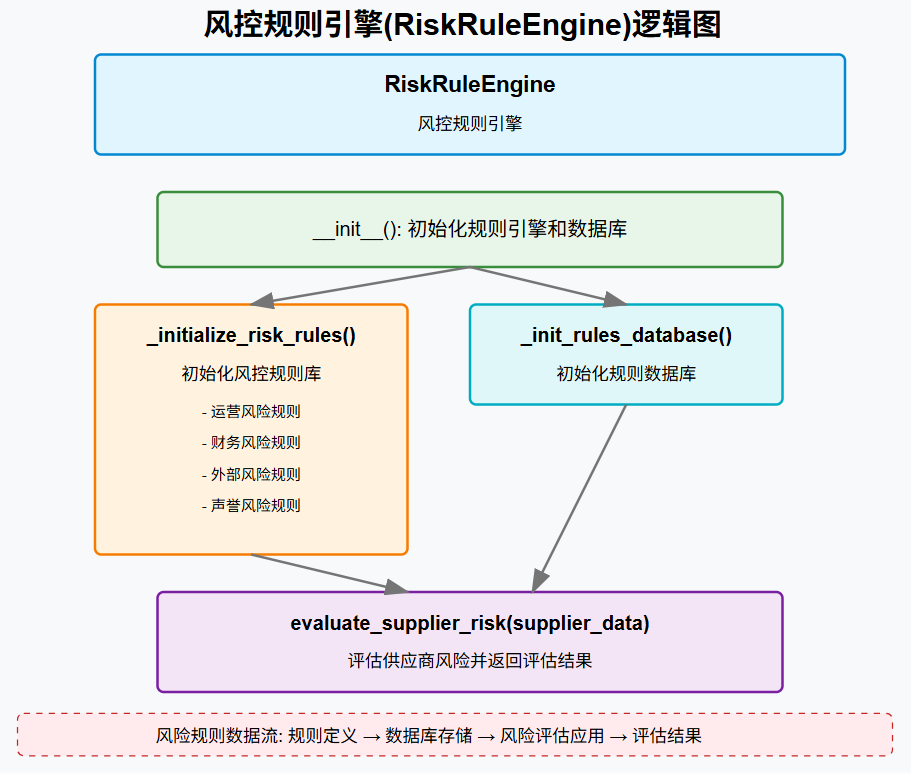 风控规则引擎(RiskRuleEngine)逻辑图
RiskRuleEngine
风控规则引擎
__init__(): 初始化规则引擎和数据库
_initialize_risk_rules()
初始化风控规则库
- 运营风险规则
- 财务风险规则
- 外部风险规则
- 声誉风险规则
_init_rules_database()
初始化规则数据库
evaluate_supplier_risk(supplier_data)
评估供应商风险并返回评估结果
风险规则数据流: 规则定义 → 数据库存储 → 风险评估应用 → 评估结果